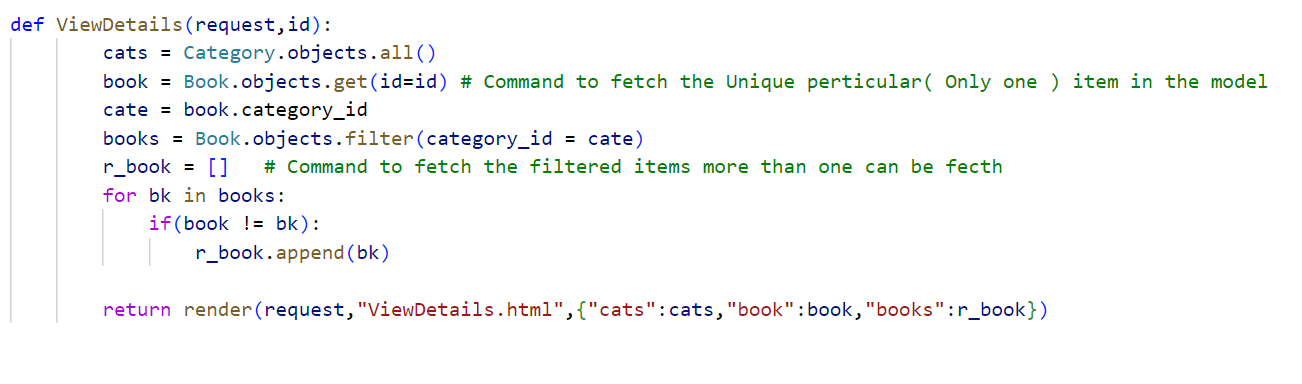 def ViewDetails(request,id):
        cats = Category.objects.all()
        book = Book.objects.get(id=id) # Command to fetch the Unique perticular( Only one ) item in the model
        cate = book.category_id
        books = Book.objects.filter(category_id = cate)
        r_book = []   # Command to fetch the filtered items more than one can be fecth
        for bk in books:
            if(book != bk):
                r_book.append(bk)

        return render(request,"ViewDetails.html",{"cats":cats,"book":book,"books":r_book})